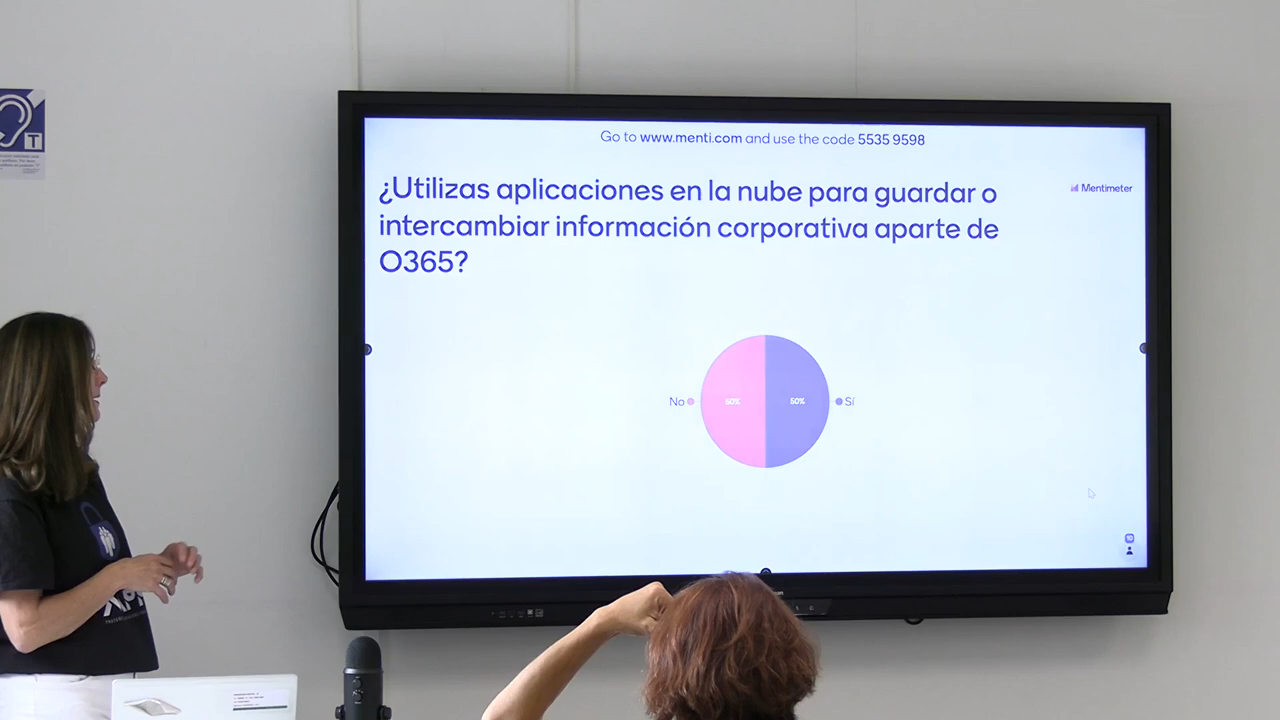 Go to www.menti.com and use the code 5535 9598
Mentimeter
¿Utilizas aplicaciones en la nube para guardar o
intercambiar información corporativa aparte de
O365?
No
50%
50%
Sí
T